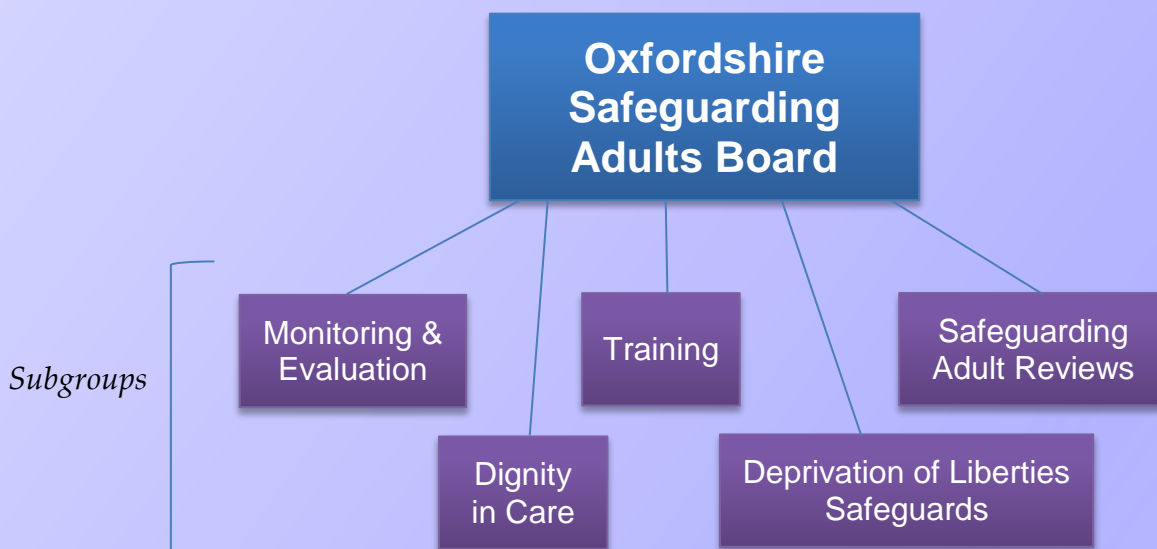 Oxfordshire
Safeguarding
Adults Board
Monitoring &
Evaluation
Training
Safeguarding
Adult Reviews
Subgroups
Dignity
in Care
Deprivation of Liberties
Safeguards